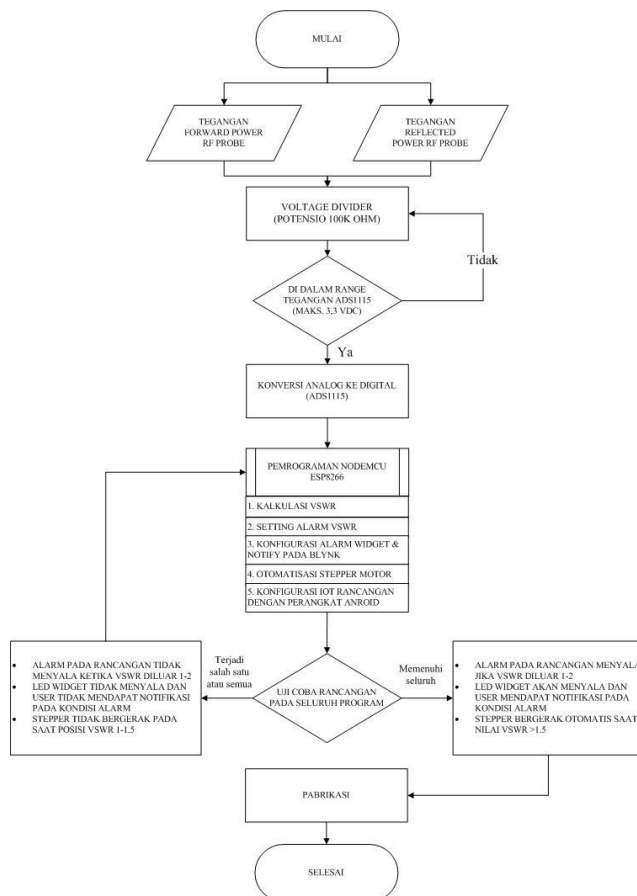 MULAI
TEGANGAN
FORWARD POWER
RF PROBE
TEGANGAN
REFLECTED
POWER RF PROBE
VOLTAGE DIVIDER
(POTENSIO 100K OHM)
Tidak
DI DALAM RANGE
TEGANGAN ADS1115
(MAKS. 3,3 VDC)
Ya
KONVERSI ANALOG KE DIGITAL
(ADS1115)
PEMROGRAMAN NODEMCU
ESP8266
1. KALKULASI VSWR
2. SETTING ALARM VSWR
3. KONFIGURASI ALARM WIDGET &
NOTIFY PADA BLYNK
4. OTOMATISASI STEPPER MOTOR
5. KONFIGURASI IOT RANCANGAN
DENGAN PERANGKAT ANROID
Terjadi
salah satu
atau semua
UJI COBA RANCANGAN
PADA SELURUH PROGRAM
Memenuhi
seluruh
• ALARM PADA RANCANGAN TIDAK
MENYALA KETIKA VSWR DILUAR 1-2
• LED WIDGET TIDAK MENYALA DAN
USER TIDAK MENDAPAT NOTIFIKASI
PADA KONDISI ALARM
• STEPPER TIDAK BERGERAK PADA
SAAT POSISI VSWR 1-1.5
• ALARM PADA RANCANGAN MENYALA
JIKA VSWR DILUAR 1-2
• LED WIDGET AKAN MENYALA DAN
USER MENDAPAT NOTIFIKASI PADA
KONDISI ALARM
• STEPPER BERGERAK OTOMATIS SAAT
NILAI VSWR >1.5
PABRIKASI
SELESAI